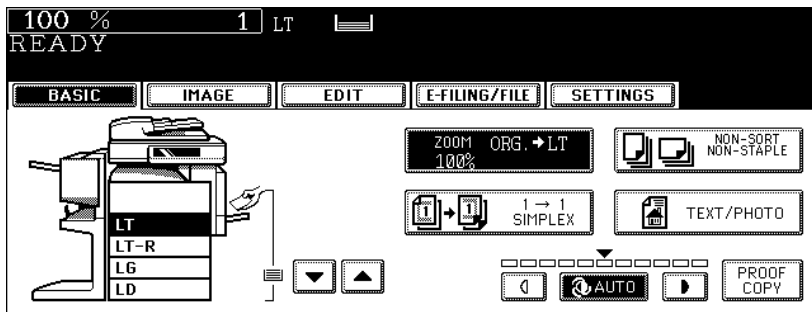 100 % 1 LT
READY
BASIC IMAGE EDIT E-FILING/FILE SETTINGS
ZOOM ORG.→LT
100%
NON-SORT
NON-STAPLE
1 → 1
SIMPLEX
TEXT/PHOTO
LT
LT-R
LG
LD
AUTO
PROOF
COPY